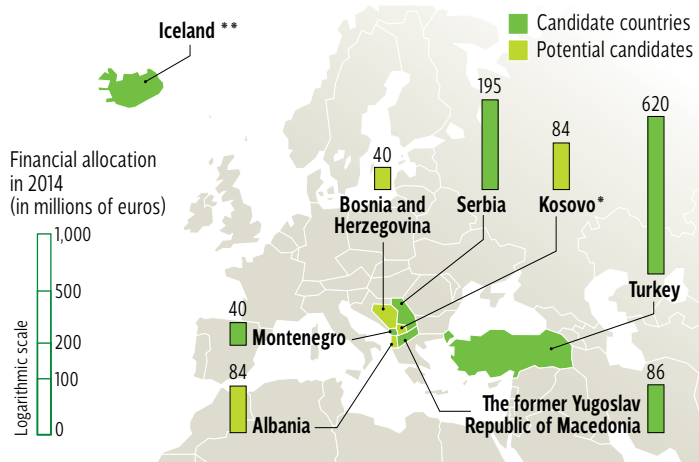 Iceland **
Candidate countries
Potential candidates
195
620
84
40
Financial allocation
in 2014
(in millions of euros)
Bosnia and
Herzegovina
Serbia
Kosovo*
1,000
500
200
100
0
Logarithmic scale
Turkey
40
Montenegro
84
Albania
86
The former Yugoslav
Republic of Macedonia